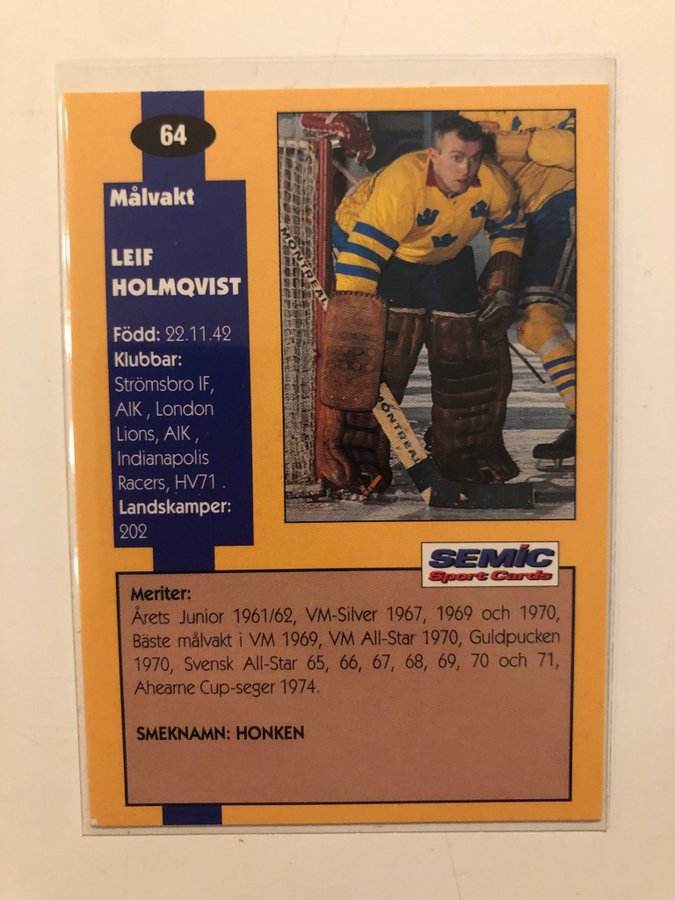 64
Målvakt
LEIF
HOLMQVIST
Född: 22.11.42
Klubbar:
Strömsbro IF,
AIK , London
Lions, AIK ,
Indianapolis
Racers, HV71 .
Landskamper:
202
MONTREAL
MONTREAL
SEMIC
Sport Cards
Meriter:
Årets Junior 1961/62, VM-Silver 1967, 1969 och 1970,
Bäste målvakt i VM 1969, VM All-Star 1970, Guldpucken
1970, Svensk All-Star 65, 66, 67, 68, 69, 70 och 71,
Ahearne Cup-seger 1974.
SMEKNAMN: HONKEN